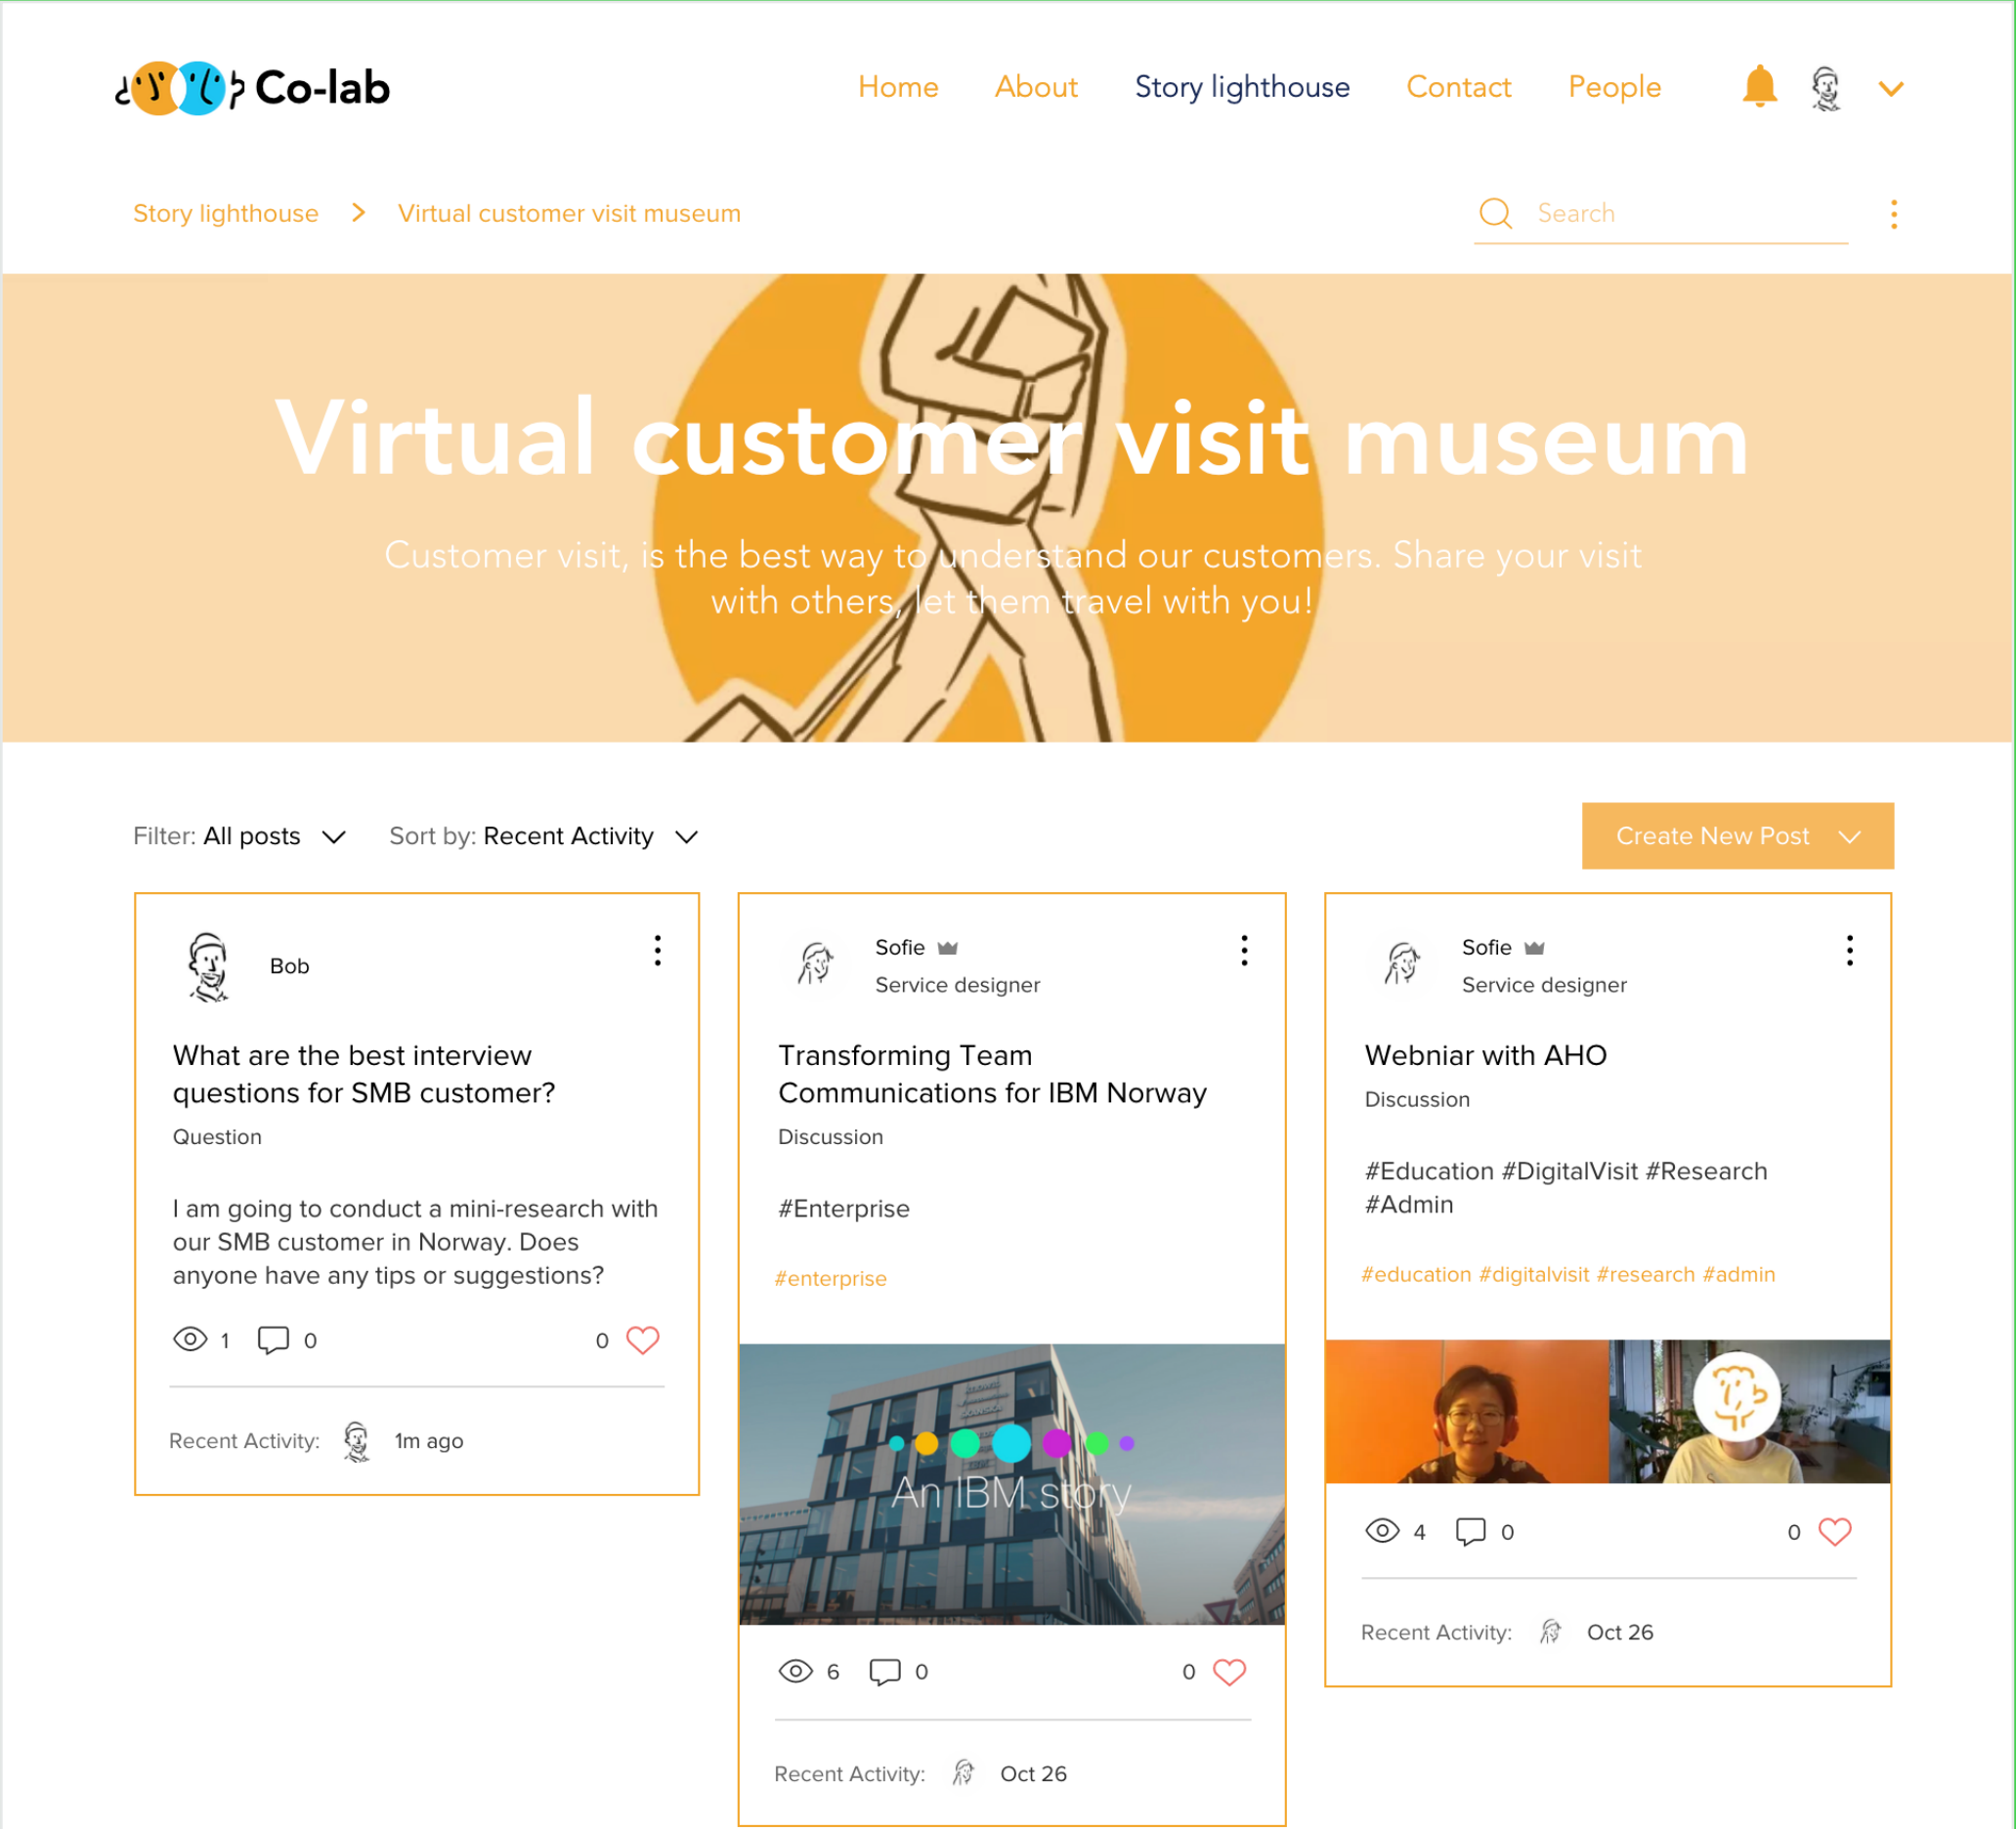 Co-lab
Home About Story lighthouse Contact People
Story lighthouse > Virtual customer visit museum
Search
Virtual customer visit museum
Customer visit, is the best way to understand our customers. Share your visit
with others, let them travel with you!
Filter: All posts
Sort by: Recent Activity
Create New Post
Bob
What are the best interview
questions for SMB customer?
Question
I am going to conduct a mini-research with
our SMB customer in Norway. Does
anyone have any tips or suggestions?
1 0 0
Recent Activity: 1m ago
Sofie
Service designer
Transforming Team
Communications for IBM Norway
Discussion
#Enterprise
#enterprise
An IBM story
6 0 0
Recent Activity: Oct 26
Sofie
Service designer
Webniar with AHO
Discussion
#Education #DigitalVisit #Research
#Admin
#education #digitalvisit #research #admin
4 0 0
Recent Activity: Oct 26